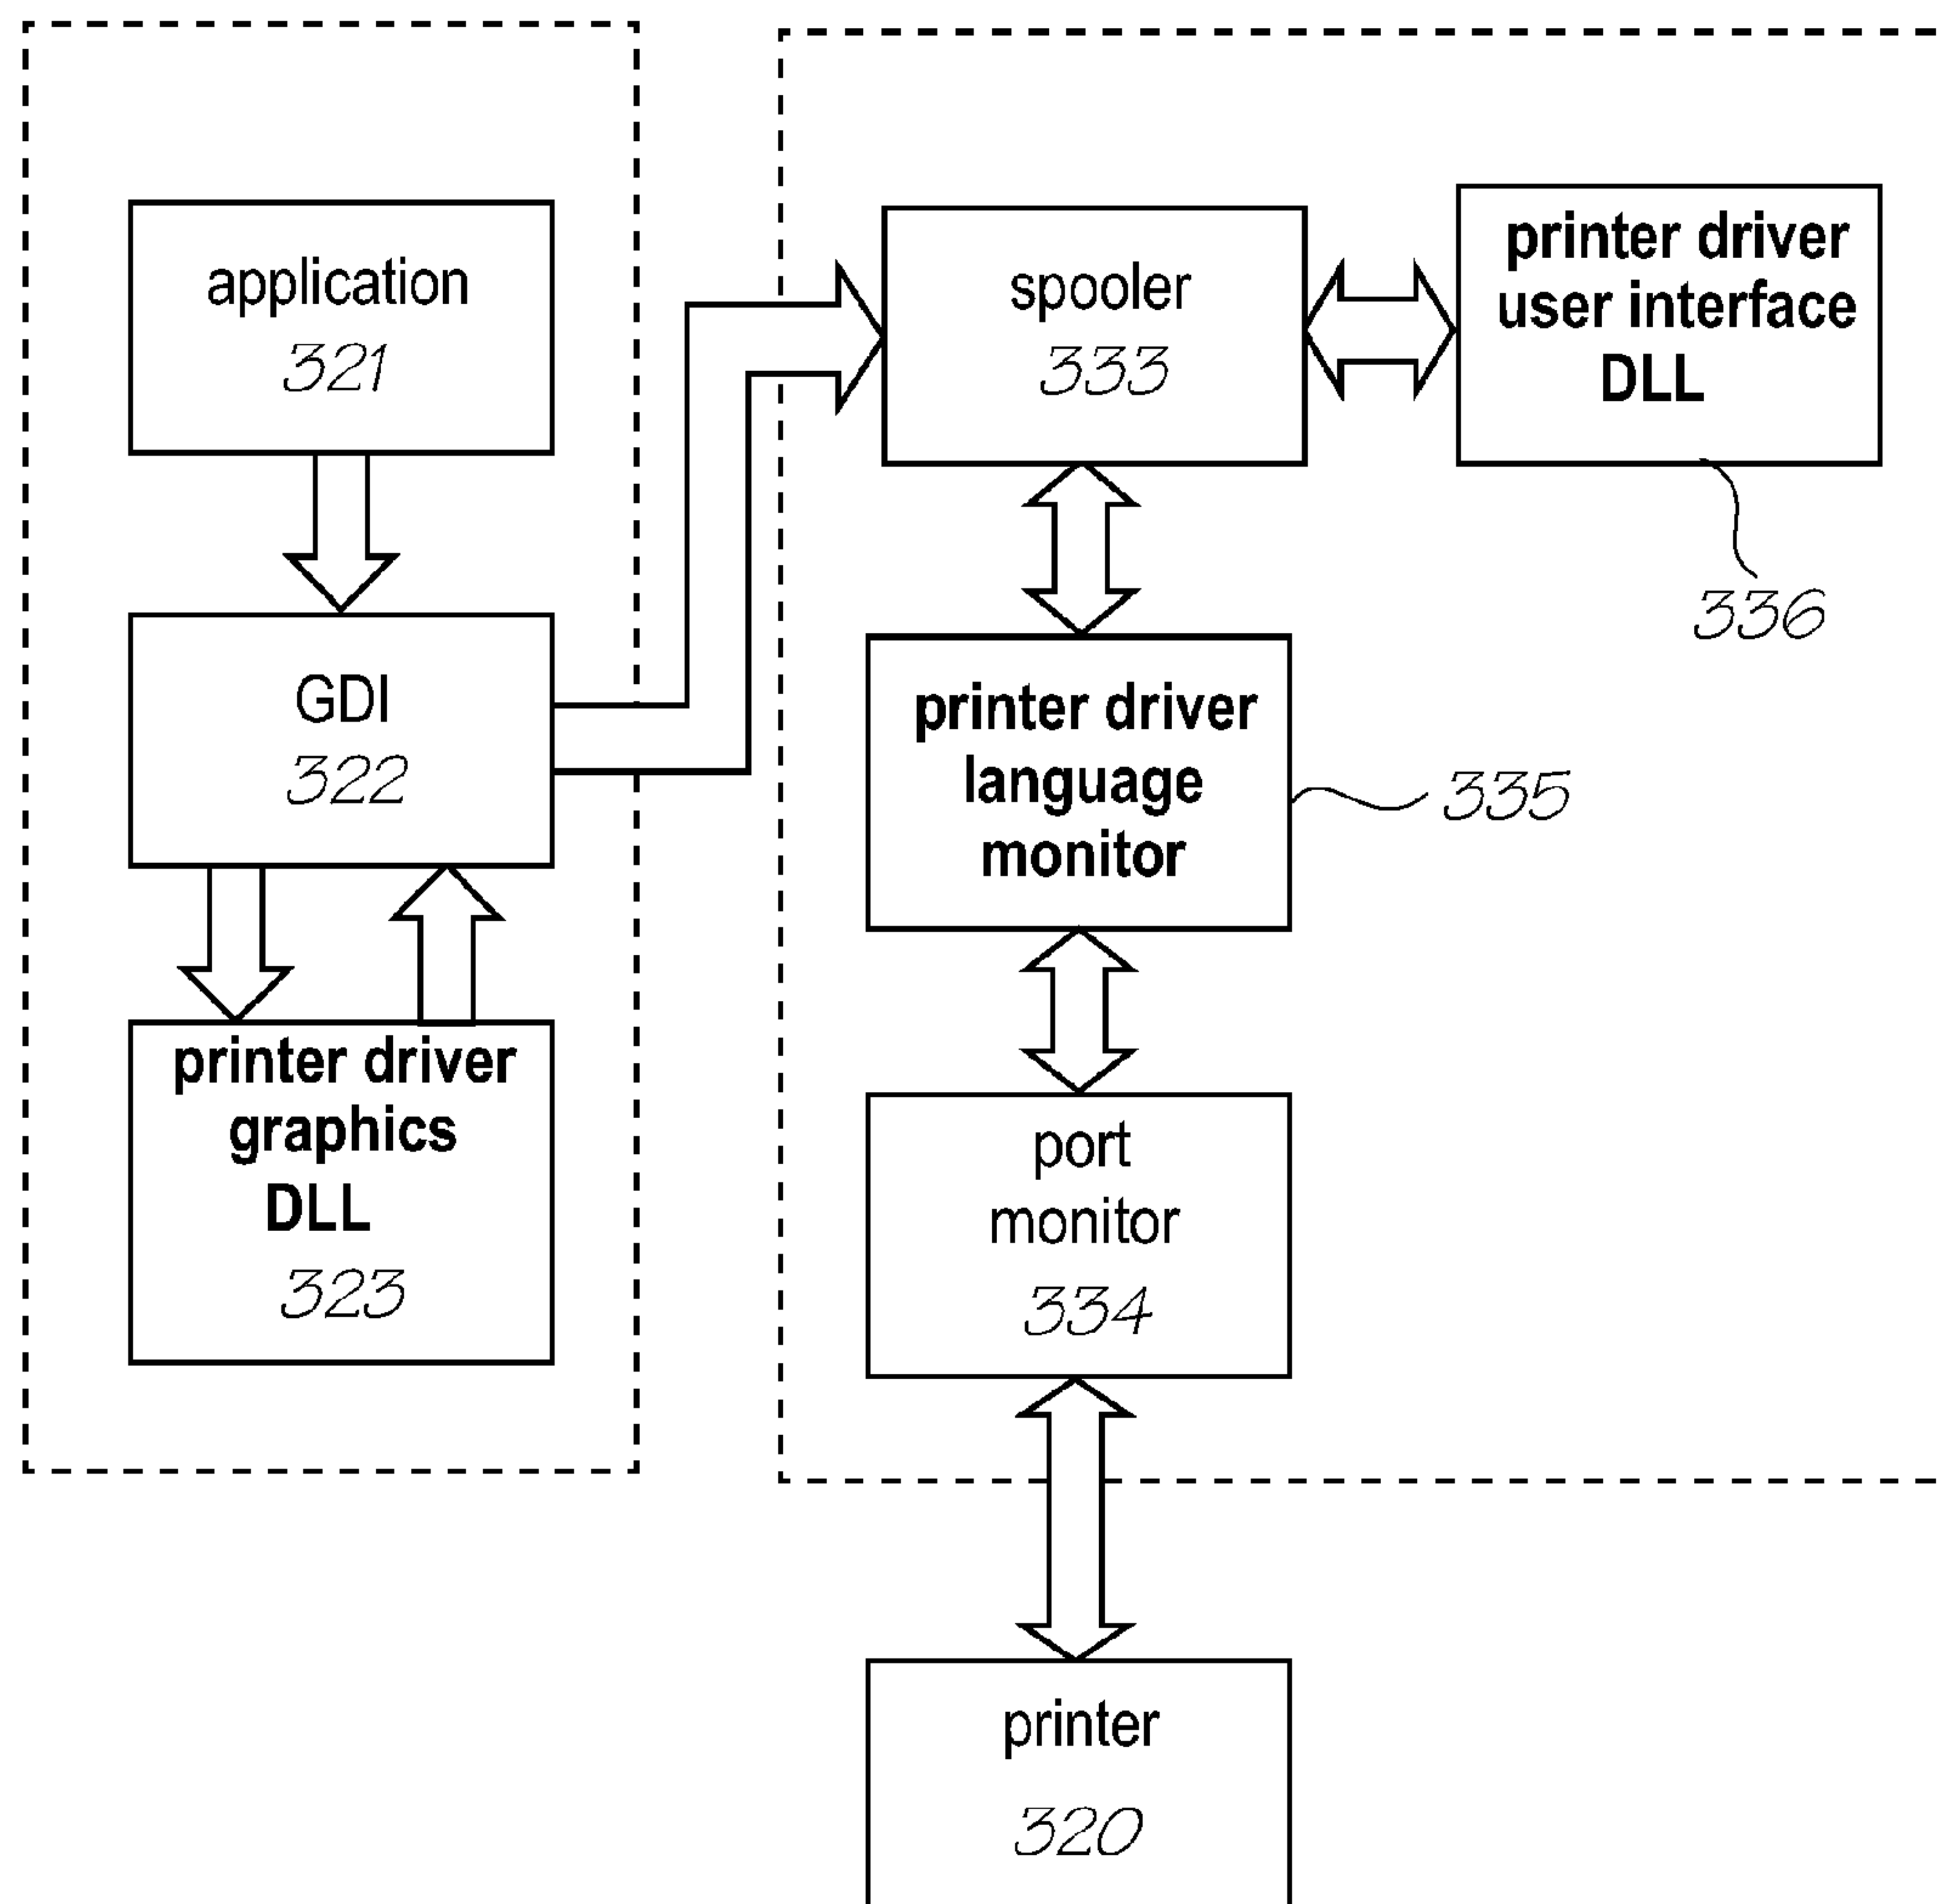 application
321
GDI
322
printer driver
graphics
DLL
323
spooler
333
printer driver
user interface
DLL
336
printer driver
language
monitor
335
port
monitor
334
printer
320